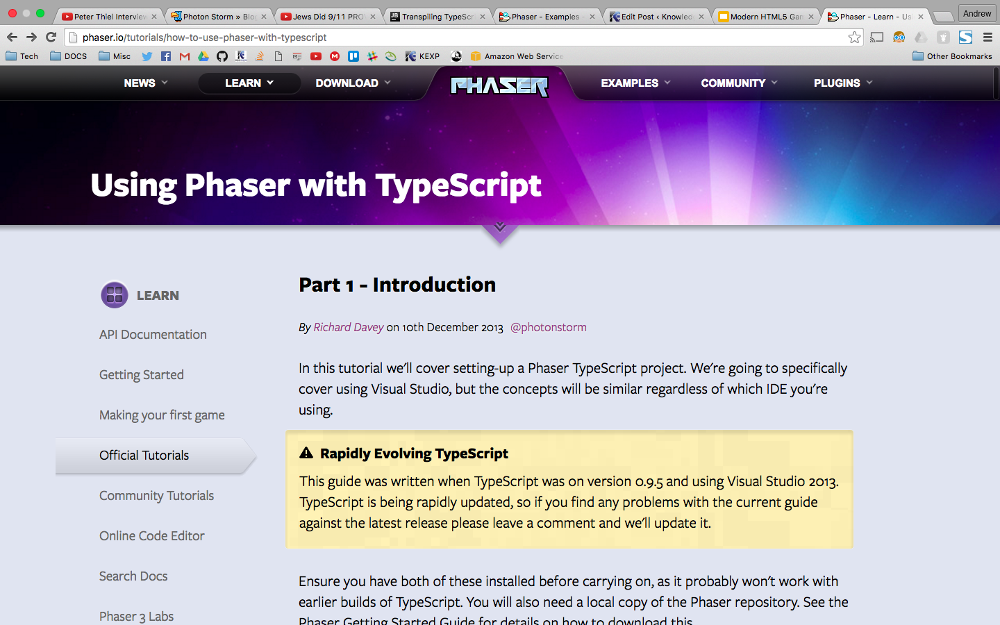 Peter Thiel Interview
Photon Storm » Blog
Jews Did 9/11 PRO
Transpiling TypeScri
Phaser - Examples -
Edit Post ‹ Knowled
Modern HTML5 Gam
Phaser - Learn - Us
Andrew
phaser.io/tutorials/how-to-use-phaser-with-typescript
Tech
DOCS
Misc
KEXP
Amazon Web Service
Other Bookmarks
NEWS
LEARN
DOWNLOAD
PHASER
EXAMPLES
COMMUNITY
PLUGINS
Using Phaser with TypeScript
LEARN
API Documentation
Getting Started
Making your first game
Official Tutorials
Community Tutorials
Online Code Editor
Search Docs
Phaser 3 Labs
Part 1 - Introduction
By Richard Davey on 10th December 2013 @photonstorm
In this tutorial we'll cover setting-up a Phaser TypeScript project. We're going to specifically
cover using Visual Studio, but the concepts will be similar regardless of which IDE you're
using.
Rapidly Evolving TypeScript
This guide was written when TypeScript was on version 0.9.5 and using Visual Studio 2013.
TypeScript is being rapidly updated, so if you find any problems with the current guide
against the latest release please leave a comment and we'll update it.
Ensure you have both of these installed before carrying on, as it probably won't work with
earlier builds of TypeScript. You will also need a local copy of the Phaser repository. See the
Phaser Getting Started Guide for details on how to download this.